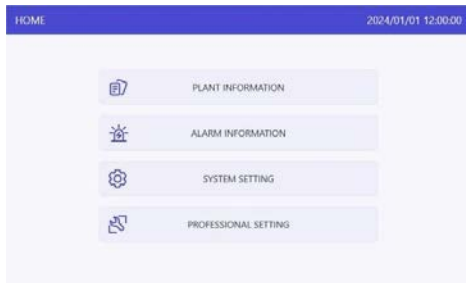 HOME
2024/01/01 12:00:00
PLANT INFORMATION
ALARM INFORMATION
SYSTEM SETTING
PROFESSIONAL SETTING